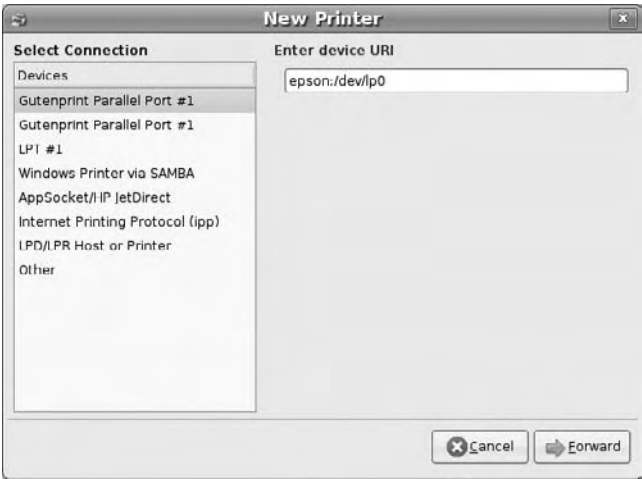 New Printer
Select Connection
Devices
Gutenprint Parallel Port #1
Gutenprint Parallel Port #1
LPT #1
Windows Printer via SAMBA
AppSocket/HP JetDirect
Internet Printing Protocol (ipp)
LPD/LPR Host or Printer
Other
Enter device URI
epson:/dev/lp0
Cancel
Forward